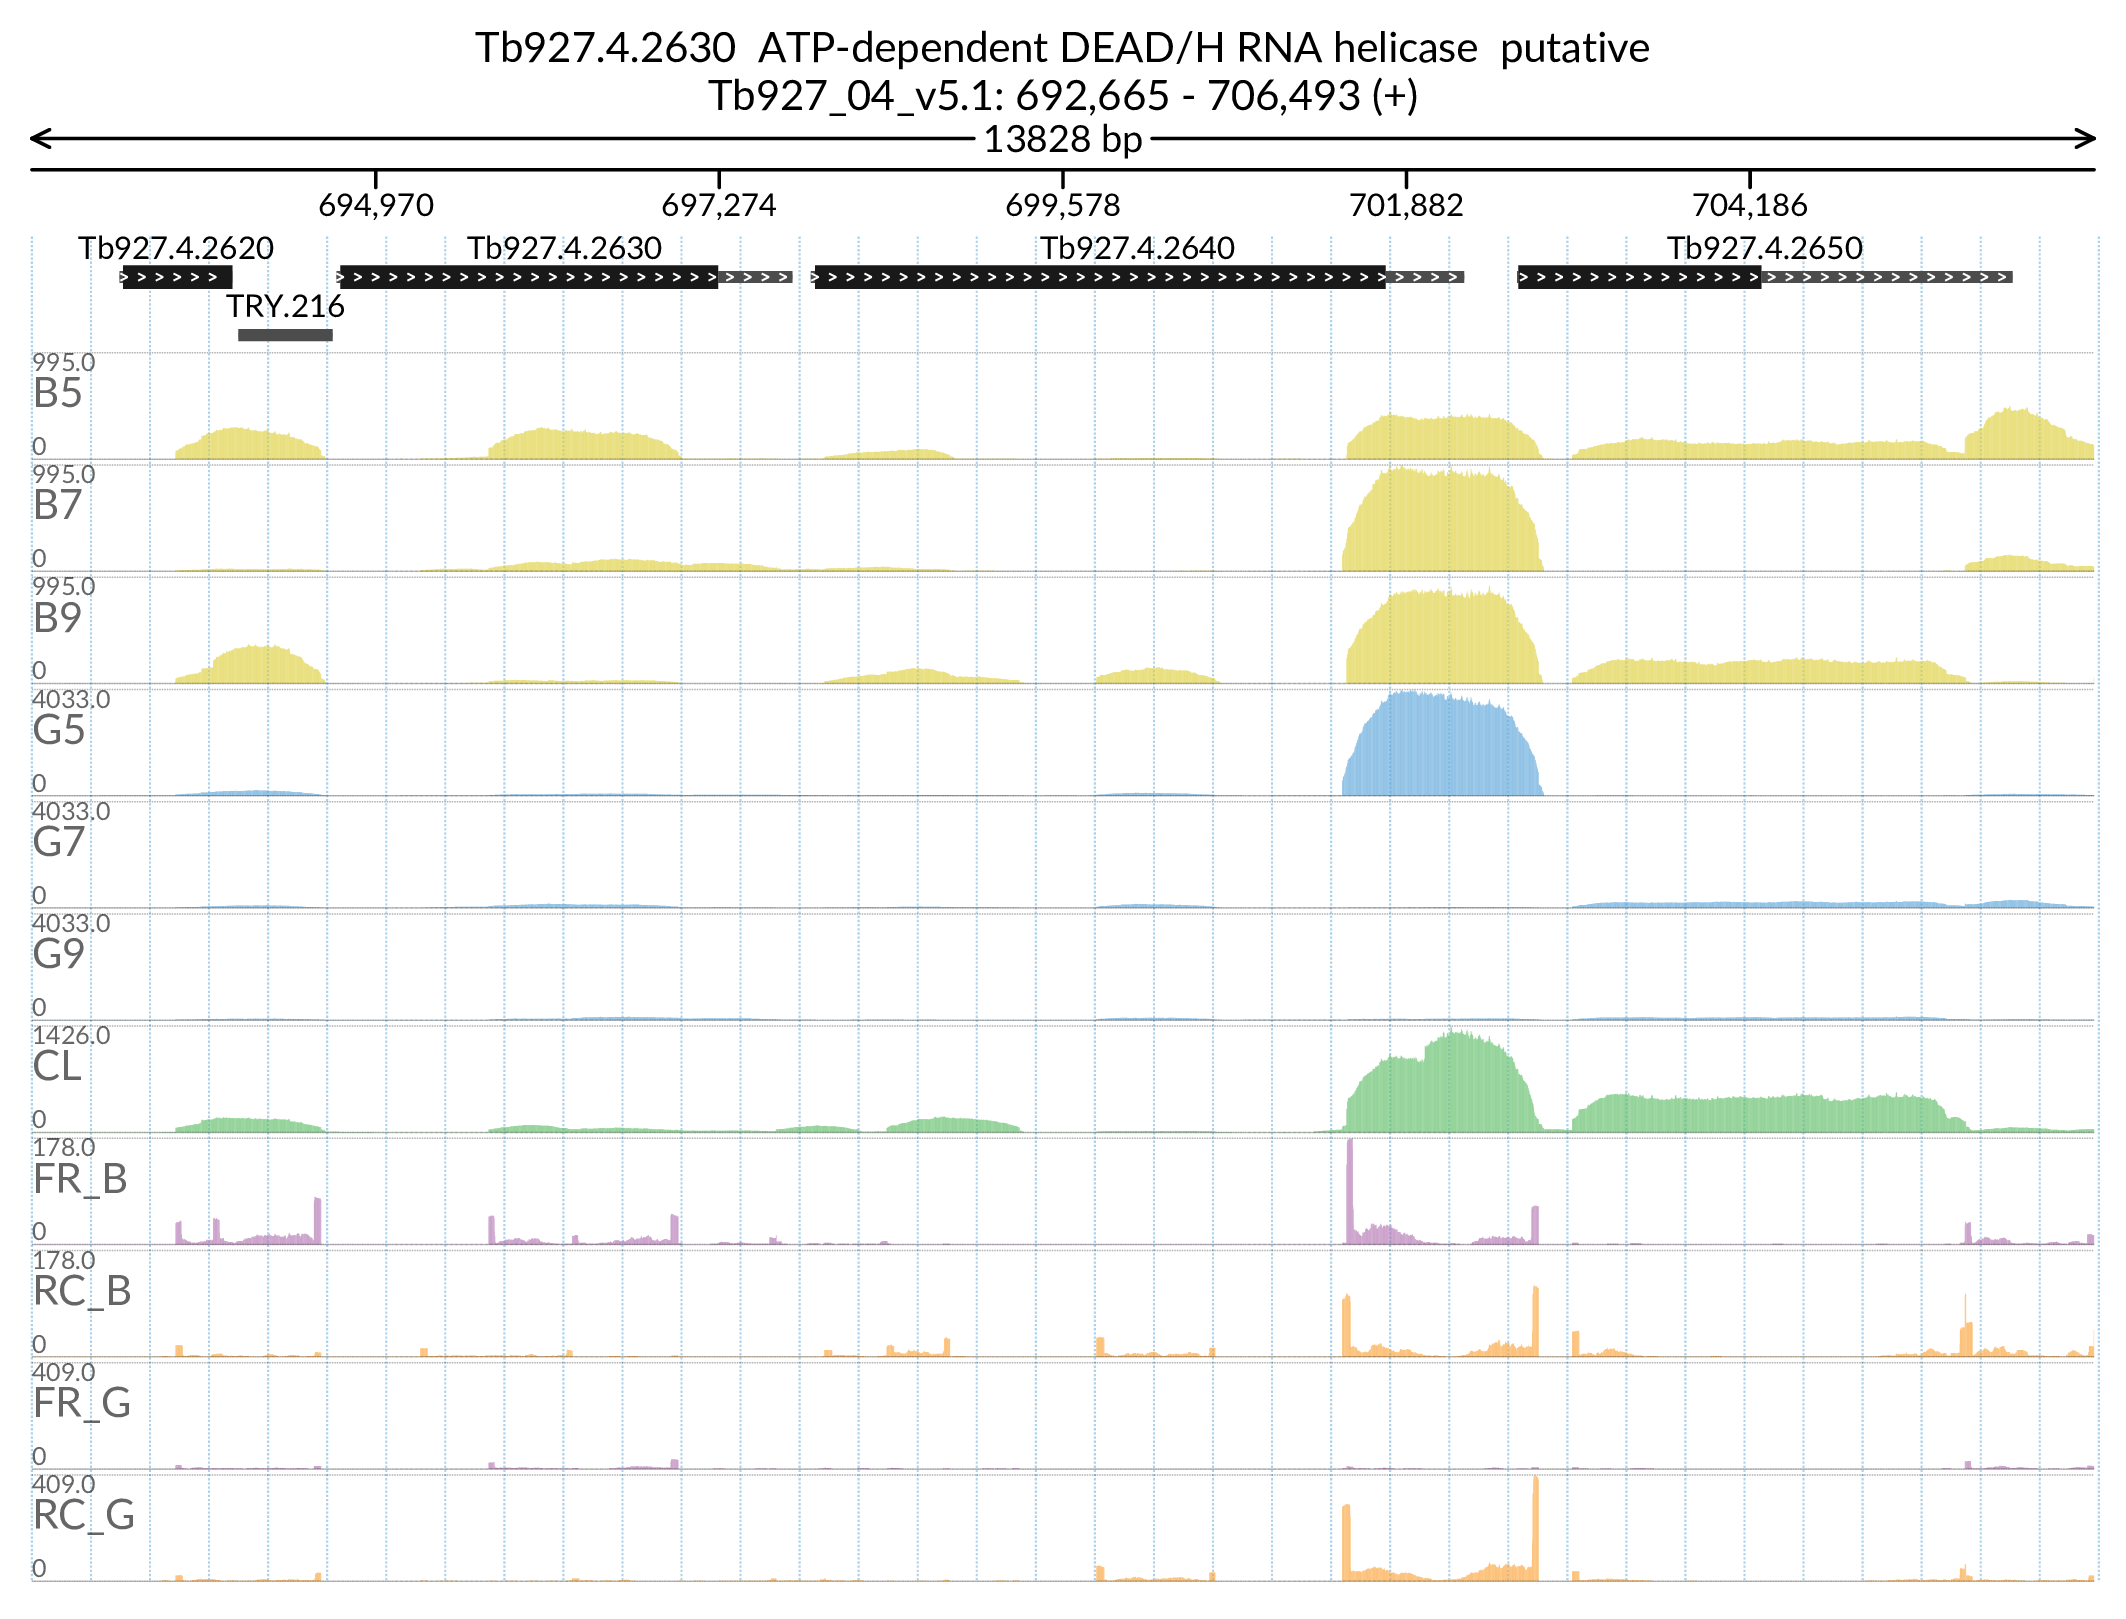 Tb927.4.2630  ATP-dependent DEAD/H RNA helicase  putative
Tb927_04_v5.1: 692,665 - 706,493 (+)
13828 bp
694,970 697,274 699,578 701,882 704,186
Tb927.4.2620 Tb927.4.2630 Tb927.4.2640 Tb927.4.2650
TRY.216
995.0
B5
0
995.0
B7
0
995.0
B9
0
4033.0
G5
0
4033.0
G7
0
4033.0
G9
0
1426.0
CL
0
178.0
FR_B
0
178.0
RC_B
0
409.0
FR_G
0
409.0
RC_G
0